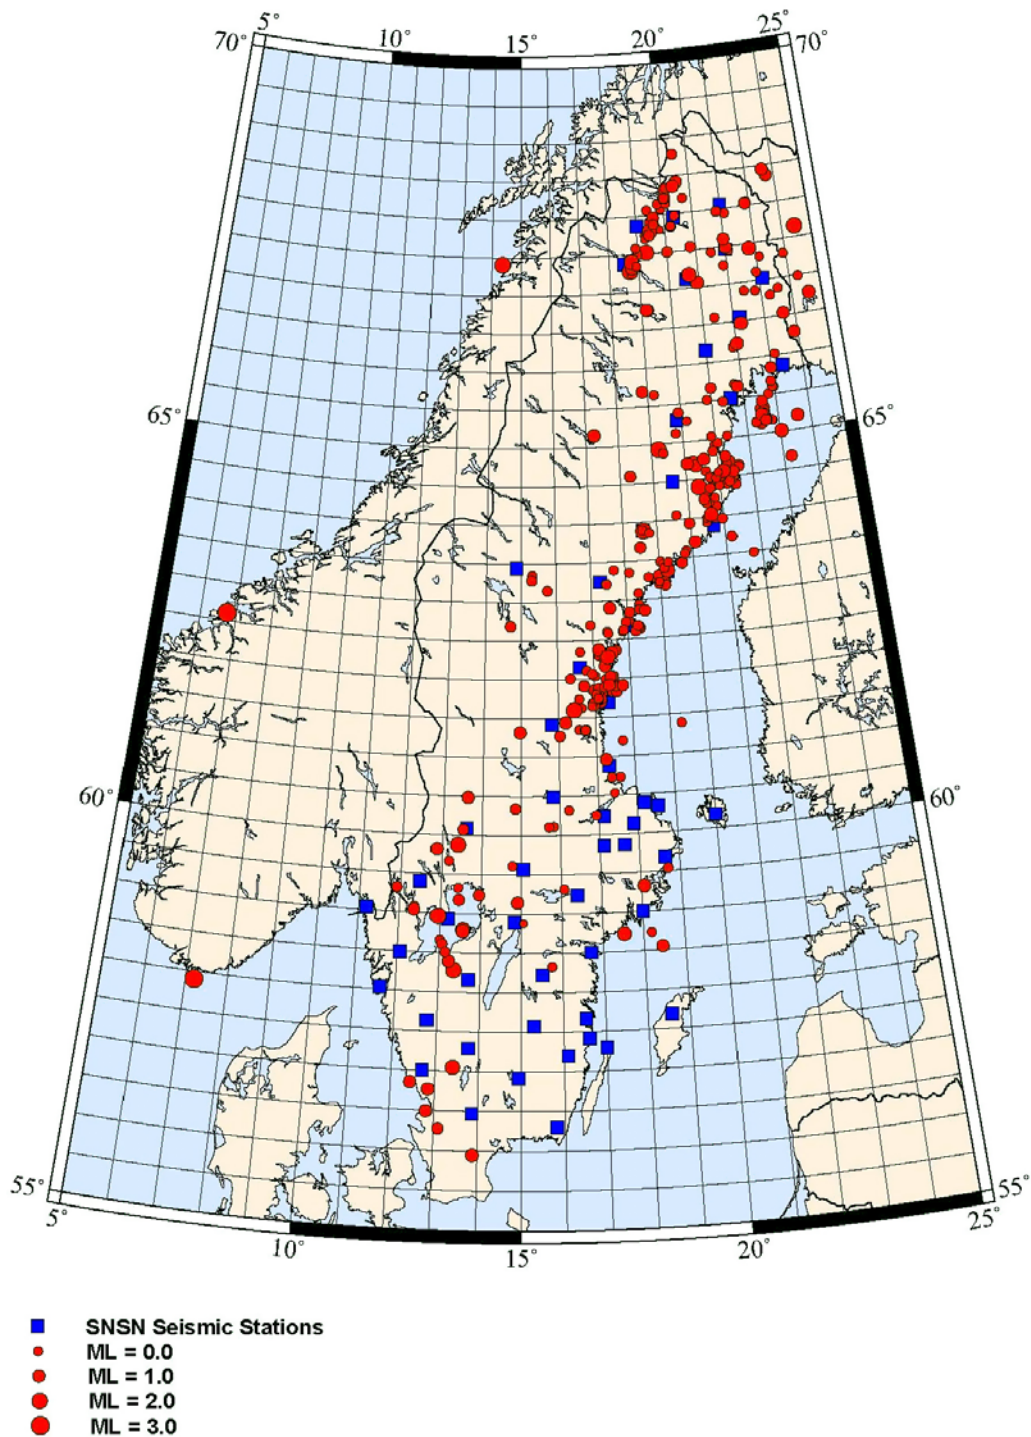 5° 10° 15° 20° 25°
70° 70°
65° 65°
60° 60°
55° 55°
5° 10° 15° 20° 25°
SNSN Seismic Stations
ML = 0.0
ML = 1.0
ML = 2.0
ML = 3.0